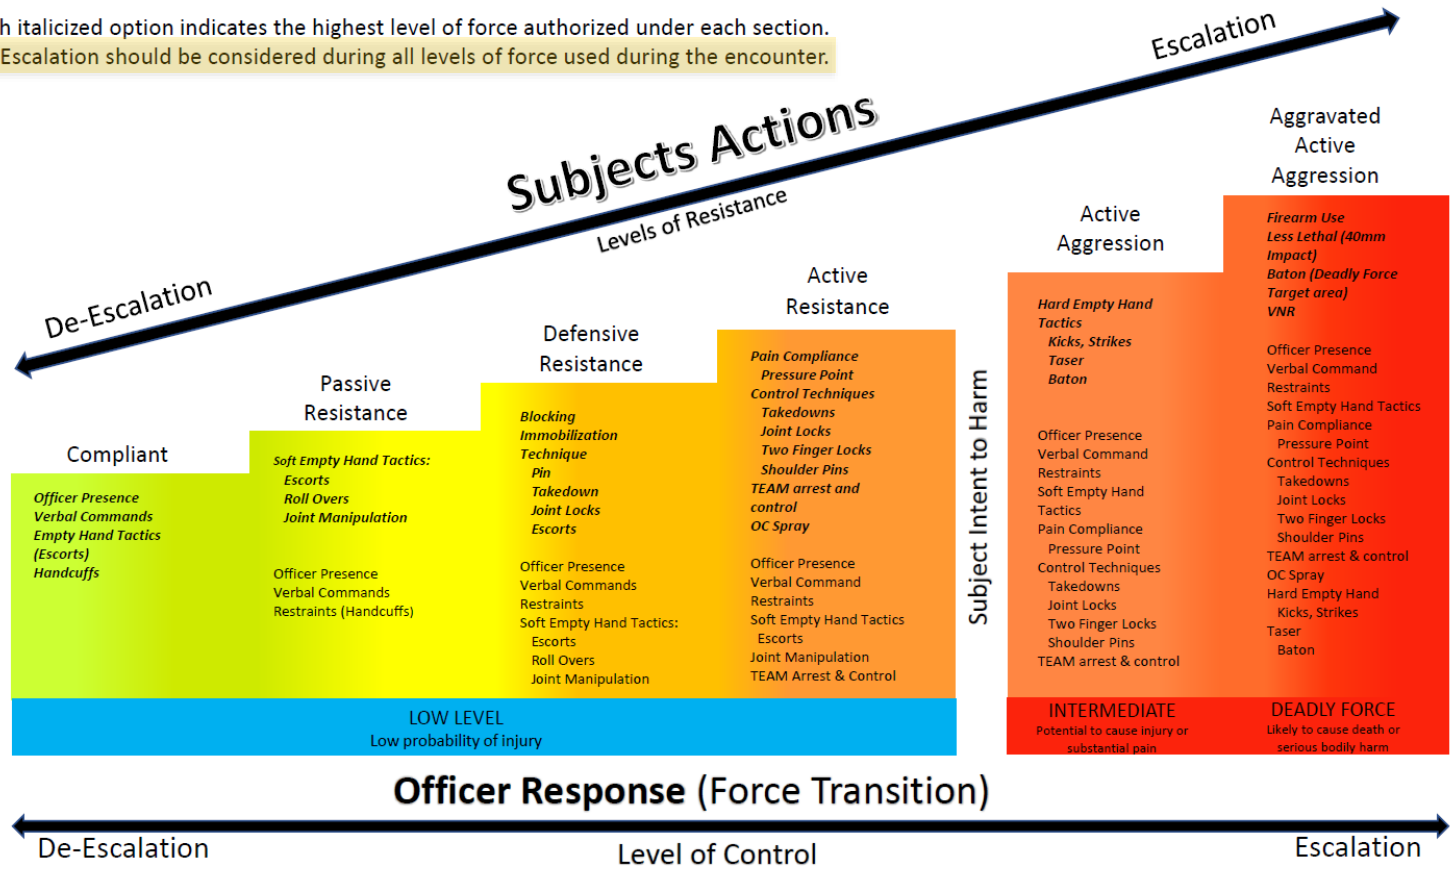 h italicized option indicates the highest level of force authorized under each section.
Escalation should be considered during all levels of force used during the encounter.
Escalation
Subjects Actions
Levels of Resistance
De-Escalation
Compliant
Officer Presence
Verbal Commands
Empty Hand Tactics
(Escorts)
Handcuffs
Passive
Resistance
Soft Empty Hand Tactics:
Escorts
Roll Overs
Joint Manipulation
Officer Presence
Verbal Commands
Restraints (Handcuffs)
Defensive
Resistance
Blocking
Immobilization
Technique
Pin
Takedown
Joint Locks
Escorts
Officer Presence
Verbal Commands
Restraints
Soft Empty Hand Tactics:
Escorts
Roll Overs
Joint Manipulation
Active
Resistance
Pain Compliance
Pressure Point
Control Techniques
Takedowns
Joint Locks
Two Finger Locks
Shoulder Pins
TEAM arrest and
control
OC Spray
Officer Presence
Verbal Command
Restraints
Soft Empty Hand Tactics
Escorts
Joint Manipulation
TEAM Arrest & Control
Subject Intent to Harm
Active
Aggression
Hard Empty Hand
Tactics
Kicks, Strikes
Taser
Baton
Officer Presence
Verbal Command
Restraints
Soft Empty Hand
Tactics
Pain Compliance
Pressure Point
Control Techniques
Takedowns
Joint Locks
Two Finger Locks
Shoulder Pins
TEAM arrest & control
Aggravated
Active
Aggression
Firearm Use
Less Lethal (40mm
Impact)
Baton (Deadly Force
Target area)
VNR
Officer Presence
Verbal Command
Restraints
Soft Empty Hand Tactics
Pain Compliance
Pressure Point
Control Techniques
Takedowns
Joint Locks
Two Finger Locks
Shoulder Pins
TEAM arrest & control
OC Spray
Hard Empty Hand
Kicks, Strikes
Taser
Baton
LOW LEVEL
Low probability of injury
INTERMEDIATE
Potential to cause injury or
substantial pain
DEADLY FORCE
Likely to cause death or
serious bodily harm
Officer Response (Force Transition)
De-Escalation
Level of Control
Escalation